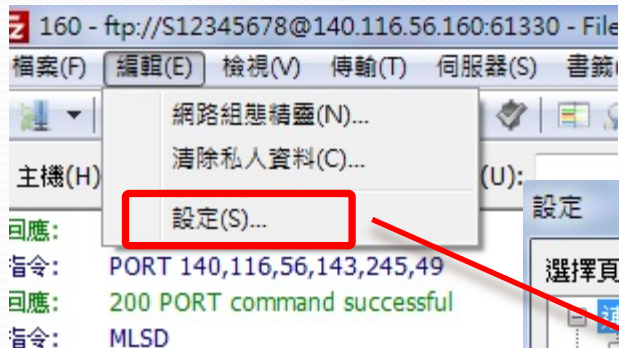 160 - ftp://S12345678@140.116.56.160:61330 - File
檔案(F) 編輯(E) 檢視(V) 傳輸(T) 伺服器(S) 書籤
網路組態精靈(N)...
清除私人資料(C)...
主機(H) (U):
設定(S)...
設定
回應:
指令: PORT 140,116,56,143,245,49
選擇頁
回應: 200 PORT command successful
指令: MLSD